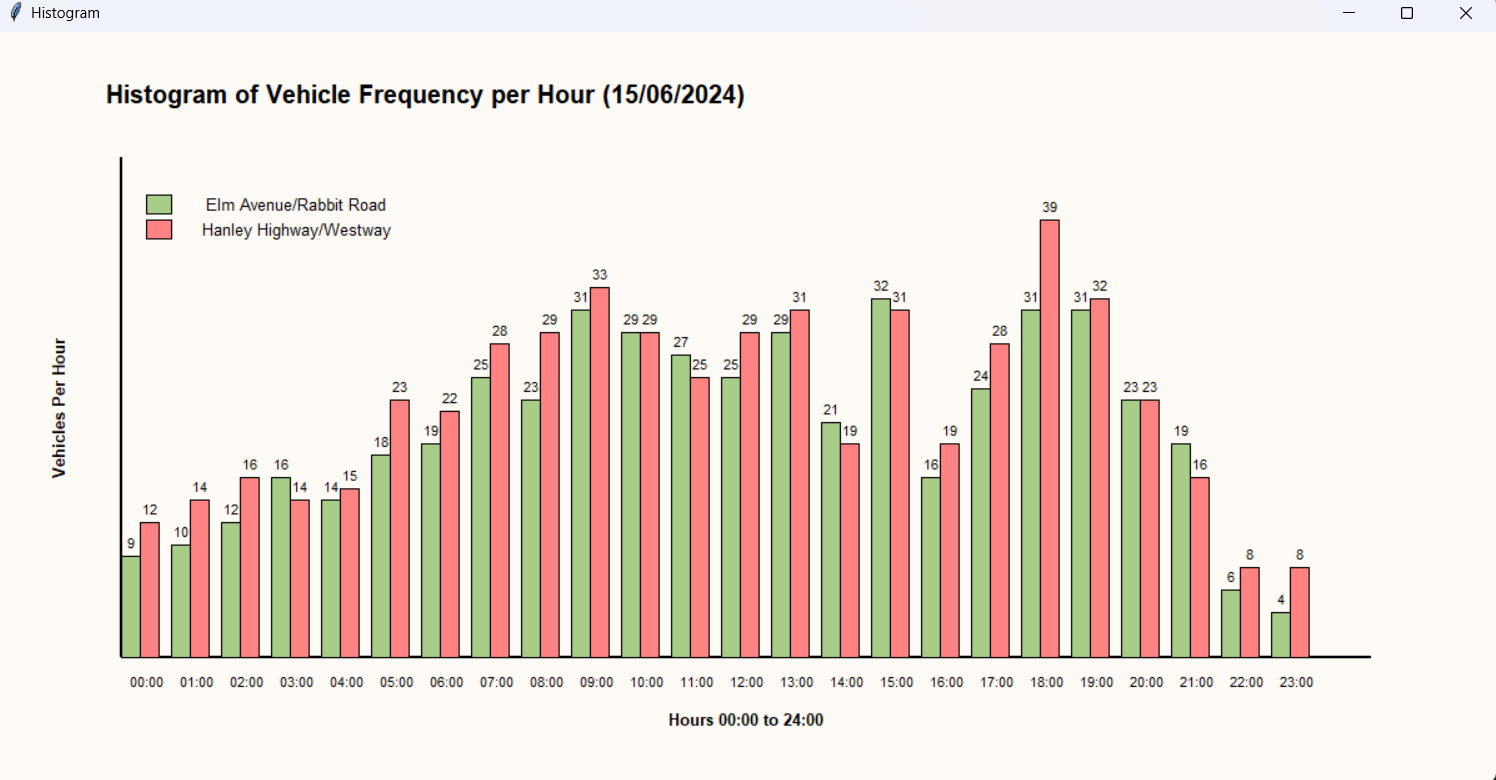 Histogram
Histogram of Vehicle Frequency per Hour (15/06/2024)
Elm Avenue/Rabbit Road
Hanley Highway/Westway
Vehicles Per Hour
9 12 10 14 12 16 16 14 14 15 18 23 19 22 25 28 23 29 31 33 29 29 27 25 25 29 29 31 21 19 32 31 16 19 24 28 31 39 31 32 23 23 19 16 6 8 4 8
00:00 01:00 02:00 03:00 04:00 05:00 06:00 07:00 08:00 09:00 10:00 11:00 12:00 13:00 14:00 15:00 16:00 17:00 18:00 19:00 20:00 21:00 22:00 23:00
Hours 00:00 to 24:00